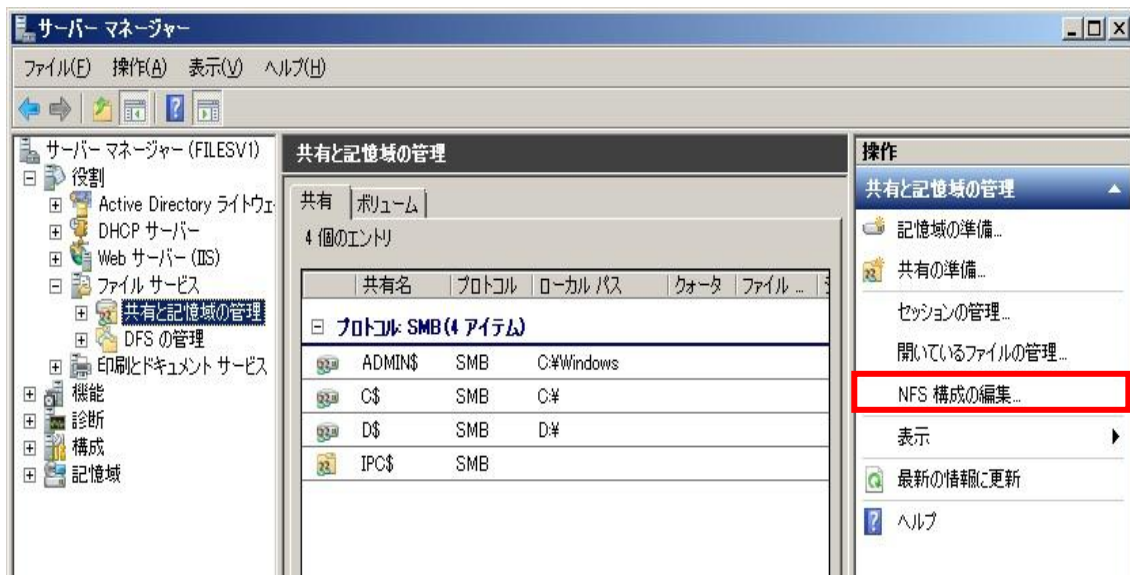 サーバー マネージャー
ファイル(F) 操作(A) 表示(V) ヘルプ(H)
サーバー マネージャー (FILESV1)
役割
Active Directory ライトウェ
DHCP サーバー
Web サーバー (IIS)
ファイル サービス
共有と記憶域の管理
DFS の管理
印刷とドキュメント サービス
機能
診断
構成
記憶域
共有と記憶域の管理
共有 ボリューム
4 個のエントリ
共有名 プロトコル ローカル パス クォータ ファイル ...
プロトコル: SMB (4 アイテム)
ADMIN$ SMB C:¥Windows
C$ SMB C:¥
D$ SMB D:¥
IPC$ SMB
操作
共有と記憶域の管理
記憶域の準備...
共有の準備...
セッションの管理...
開いているファイルの管理...
NFS 構成の編集...
表示
最新の情報に更新
ヘルプ